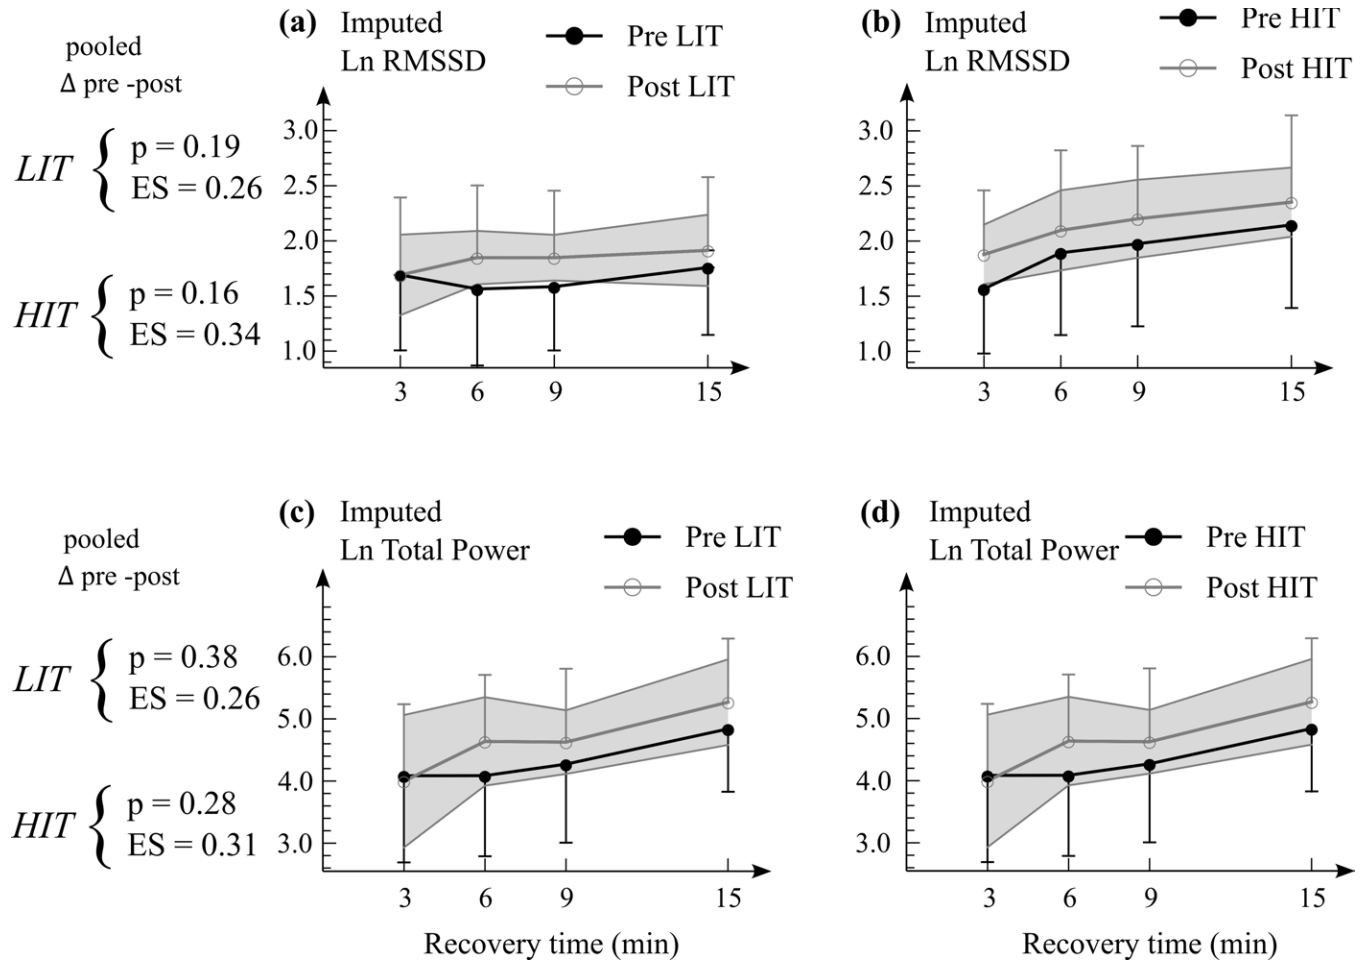 pooled
Δ pre -post
LIT { p = 0.19
ES = 0.26
HIT { p = 0.16
ES = 0.34
(a) Imputed
Ln RMSSD
Pre LIT
Post LIT
3.0
2.5
2.0
1.5
1.0
3 6 9 15
(b) Imputed
Ln RMSSD
Pre HIT
Post HIT
3.0
2.5
2.0
1.5
1.0
3 6 9 15
pooled
Δ pre -post
LIT { p = 0.38
ES = 0.26
HIT { p = 0.28
ES = 0.31
(c) Imputed
Ln Total Power
Pre LIT
Post LIT
6.0
5.0
4.0
3.0
3 6 9 15
Recovery time (min)
(d) Imputed
Ln Total Power
Pre HIT
Post HIT
6.0
5.0
4.0
3.0
3 6 9 15
Recovery time (min)